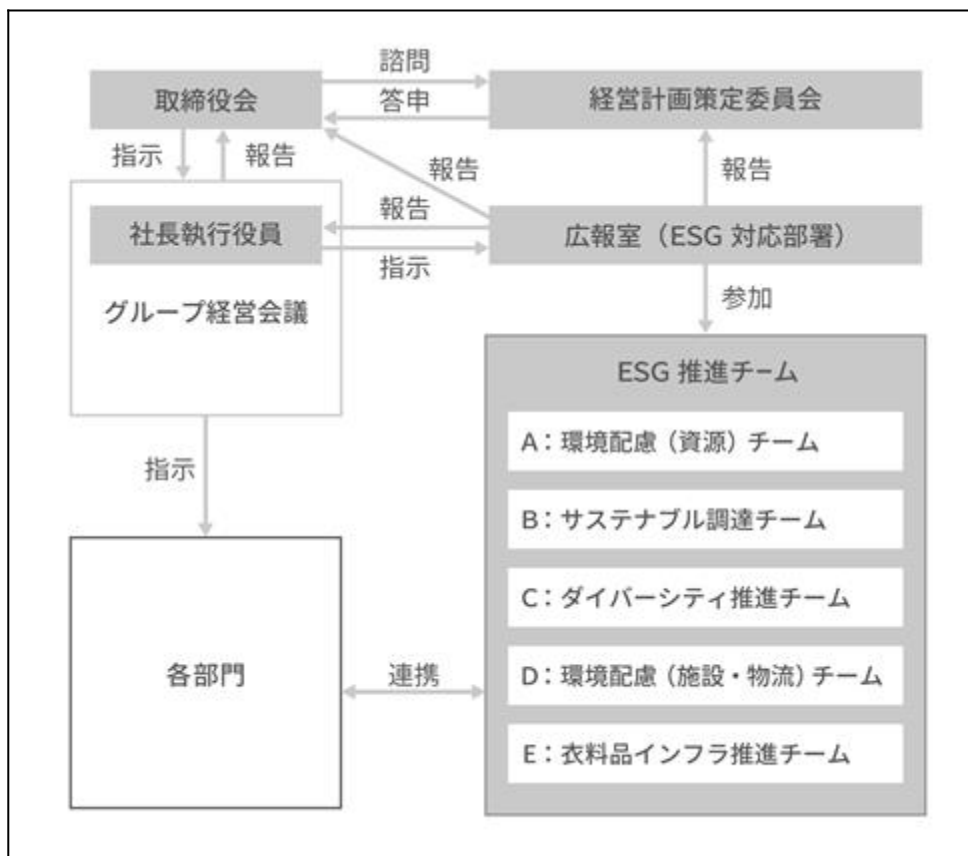 諮問
取締役会
経営計画策定委員会
答申
指示
報告
報告
報告
報告
社長執行役員
広報室（ESG 対応部署）
指示
参加
グループ経営会議
ESG 推進チーム
A：環境配慮（資源）チーム
指示
B：サステナブル調達チーム
C：ダイバーシティ推進チーム
各部門
連携
D：環境配慮（施設・物流）チーム
E：衣料品インフラ推進チーム